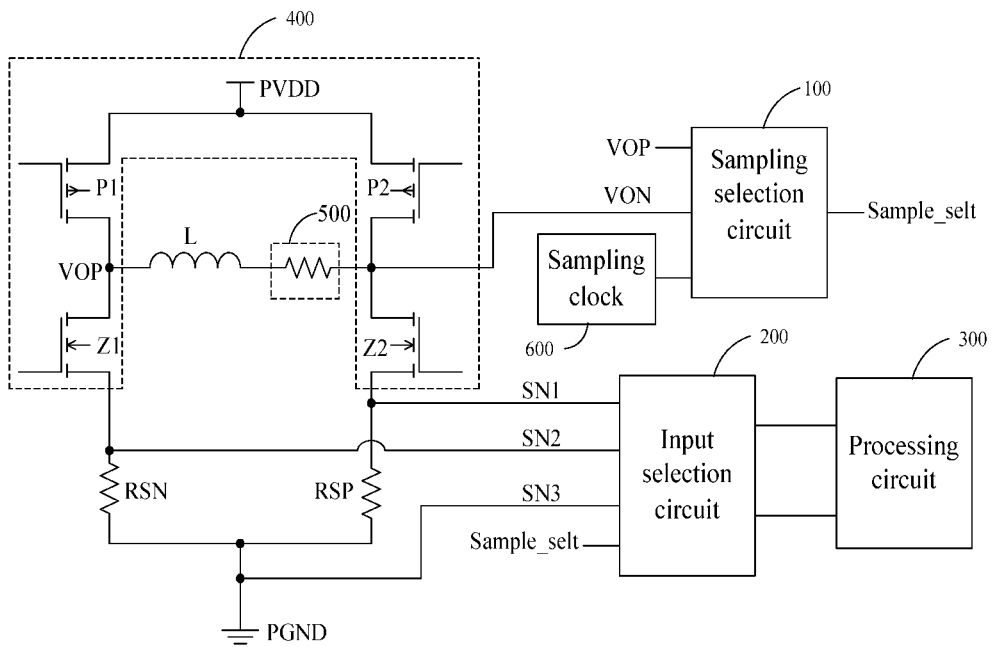 400
PVDD
100
VOP
Sampling
selection
circuit
P1
P2
500
VON
Sample_selt
L
VOP
Sampling
clock
Z1
Z2
600
200
300
SN1
SN2
Input
selection
circuit
Processing
circuit
RSN
RSP
SN3
Sample_selt
PGND